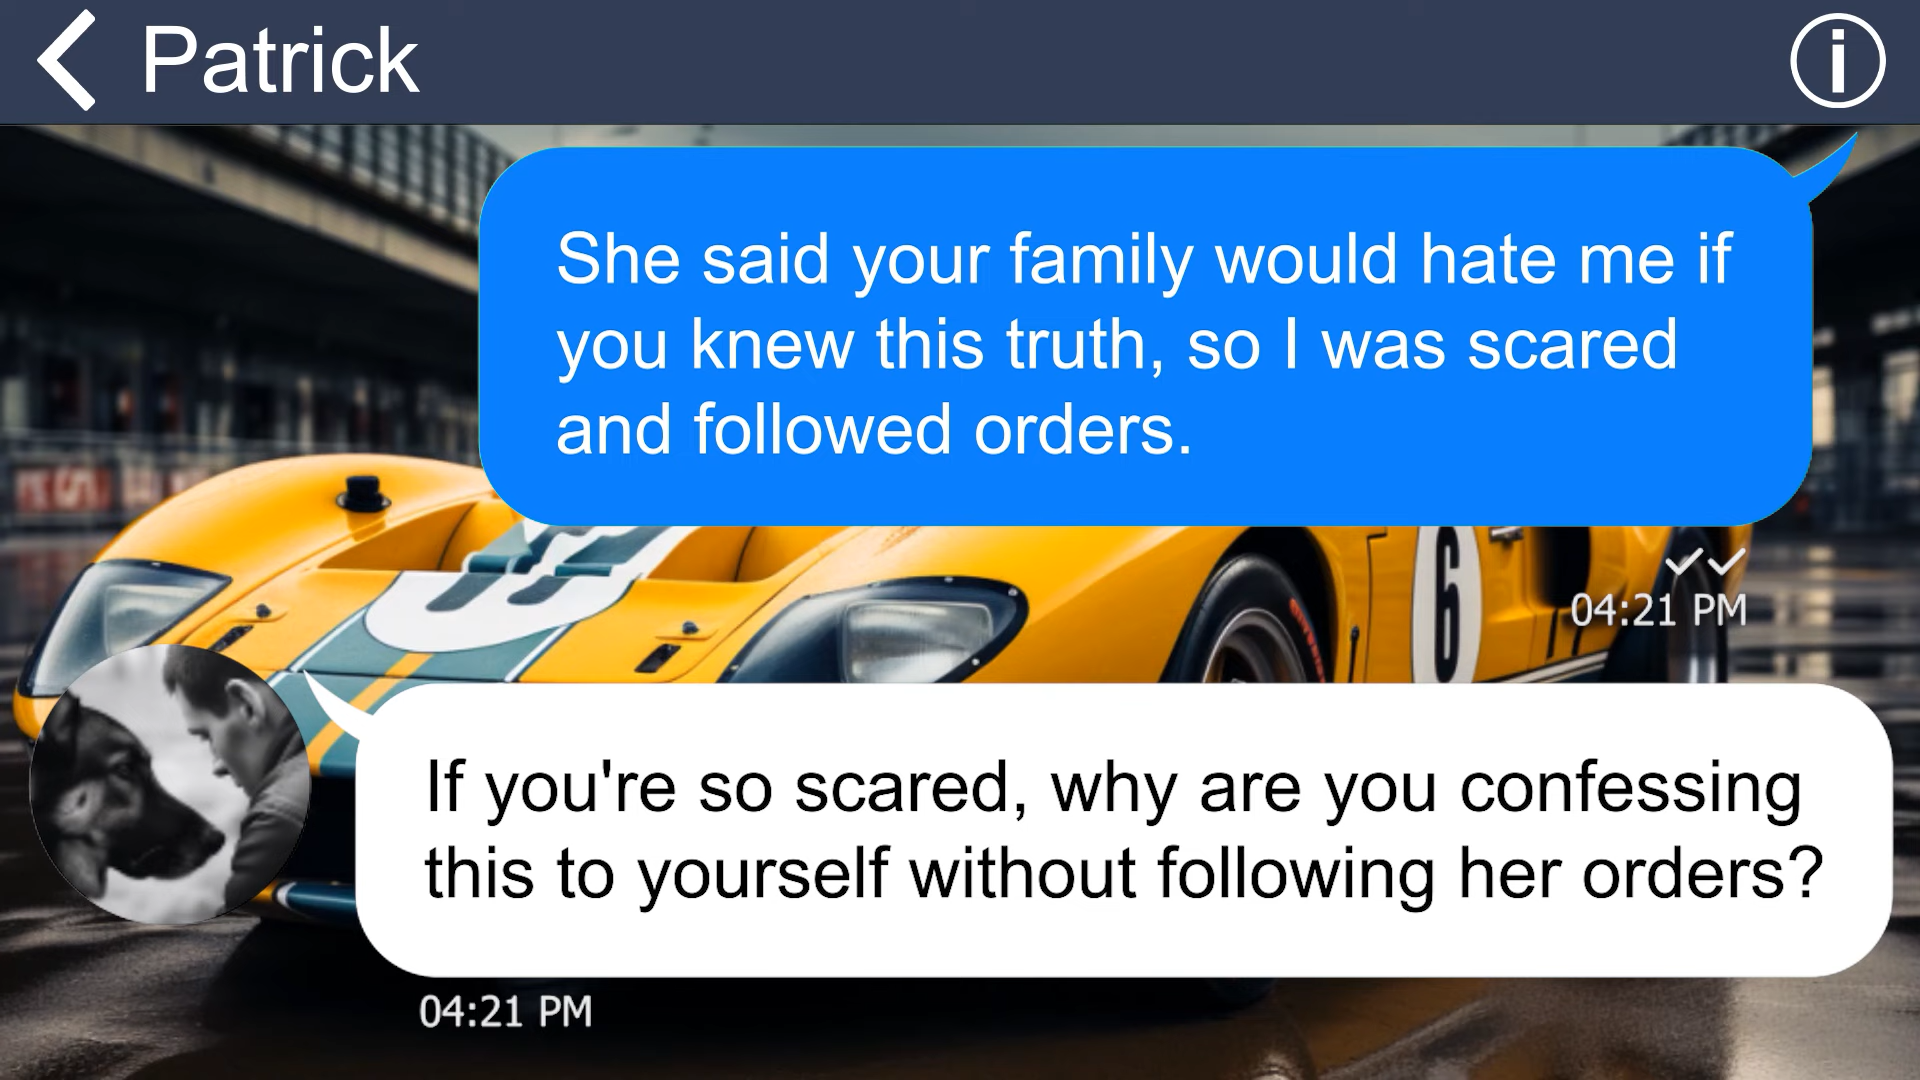 Patrick
She said your family would hate me if
you knew this truth, so I was scared
and followed orders.
6
04:21 PM
If you're so scared, why are you confessing
this to yourself without following her orders?
04:21 PM